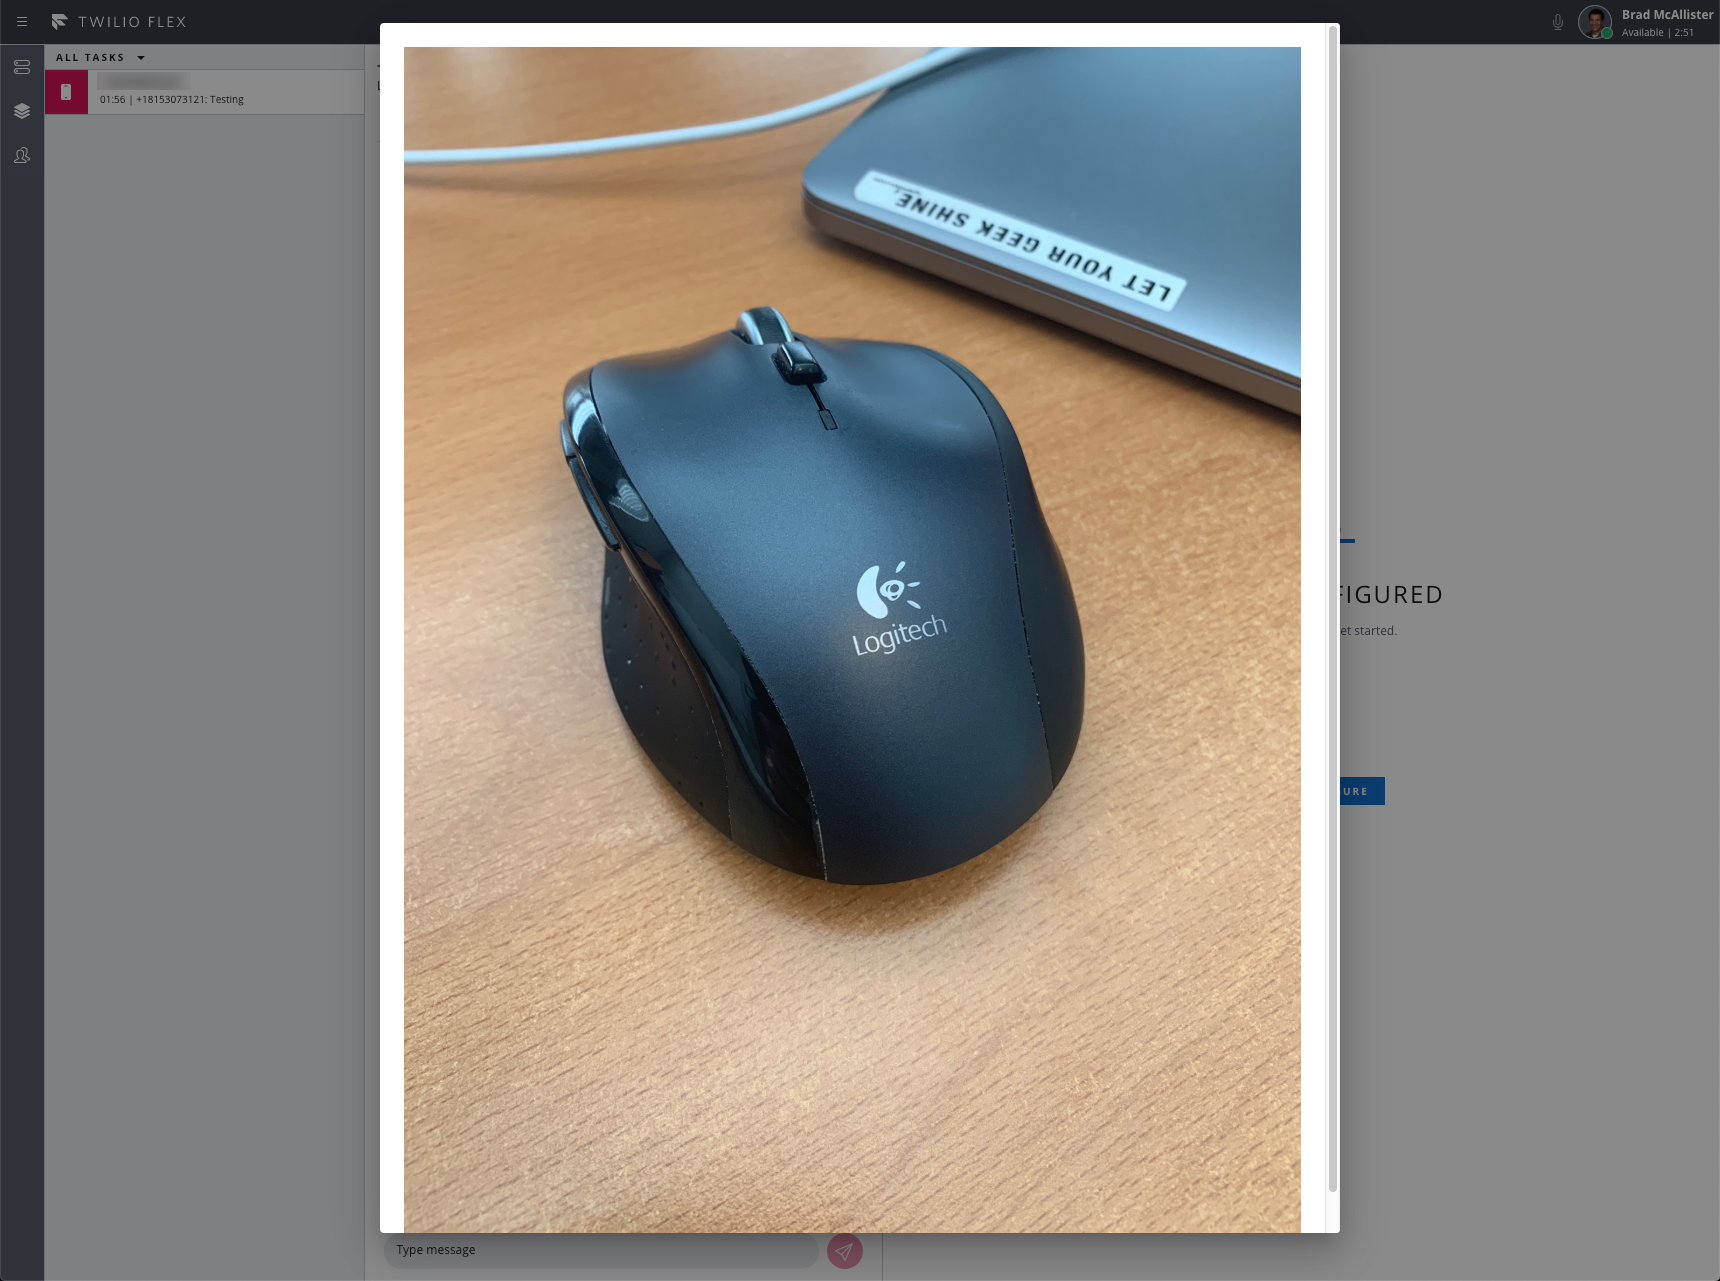 TWILIO FLEX
Brad McAllister
Available | 2:51
ALL TASKS
01:56 | +18153073121: Testing
LET YOUR GEEK SHINE
Logitech
FIGURED
et started.
URE
Type message